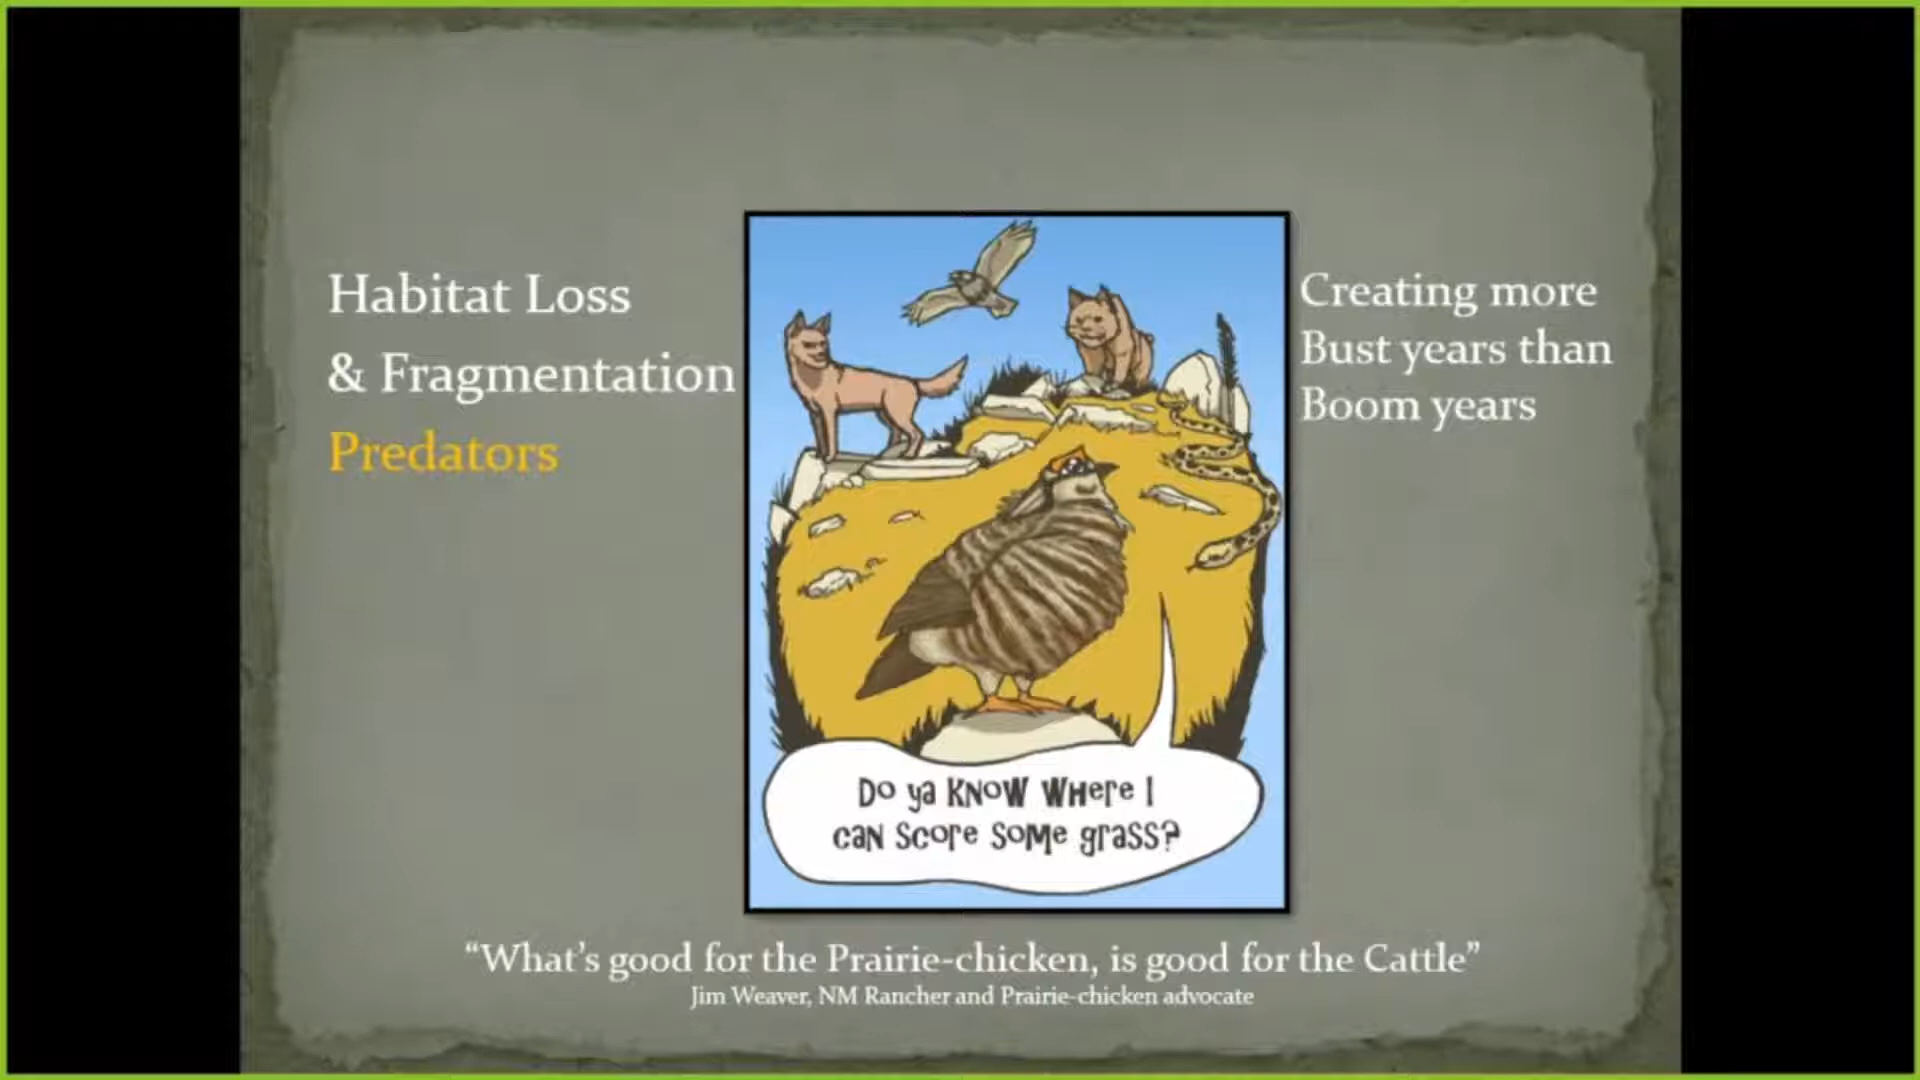 Habitat Loss
& Fragmentation
Predators
Creating more
Bust years than
Boom years
Do ya know where I
can score some grass?
“What’s good for the Prairie-chicken, is good for the Cattle”
Jim Weaver, NM Rancher and Prairie-chicken advocate